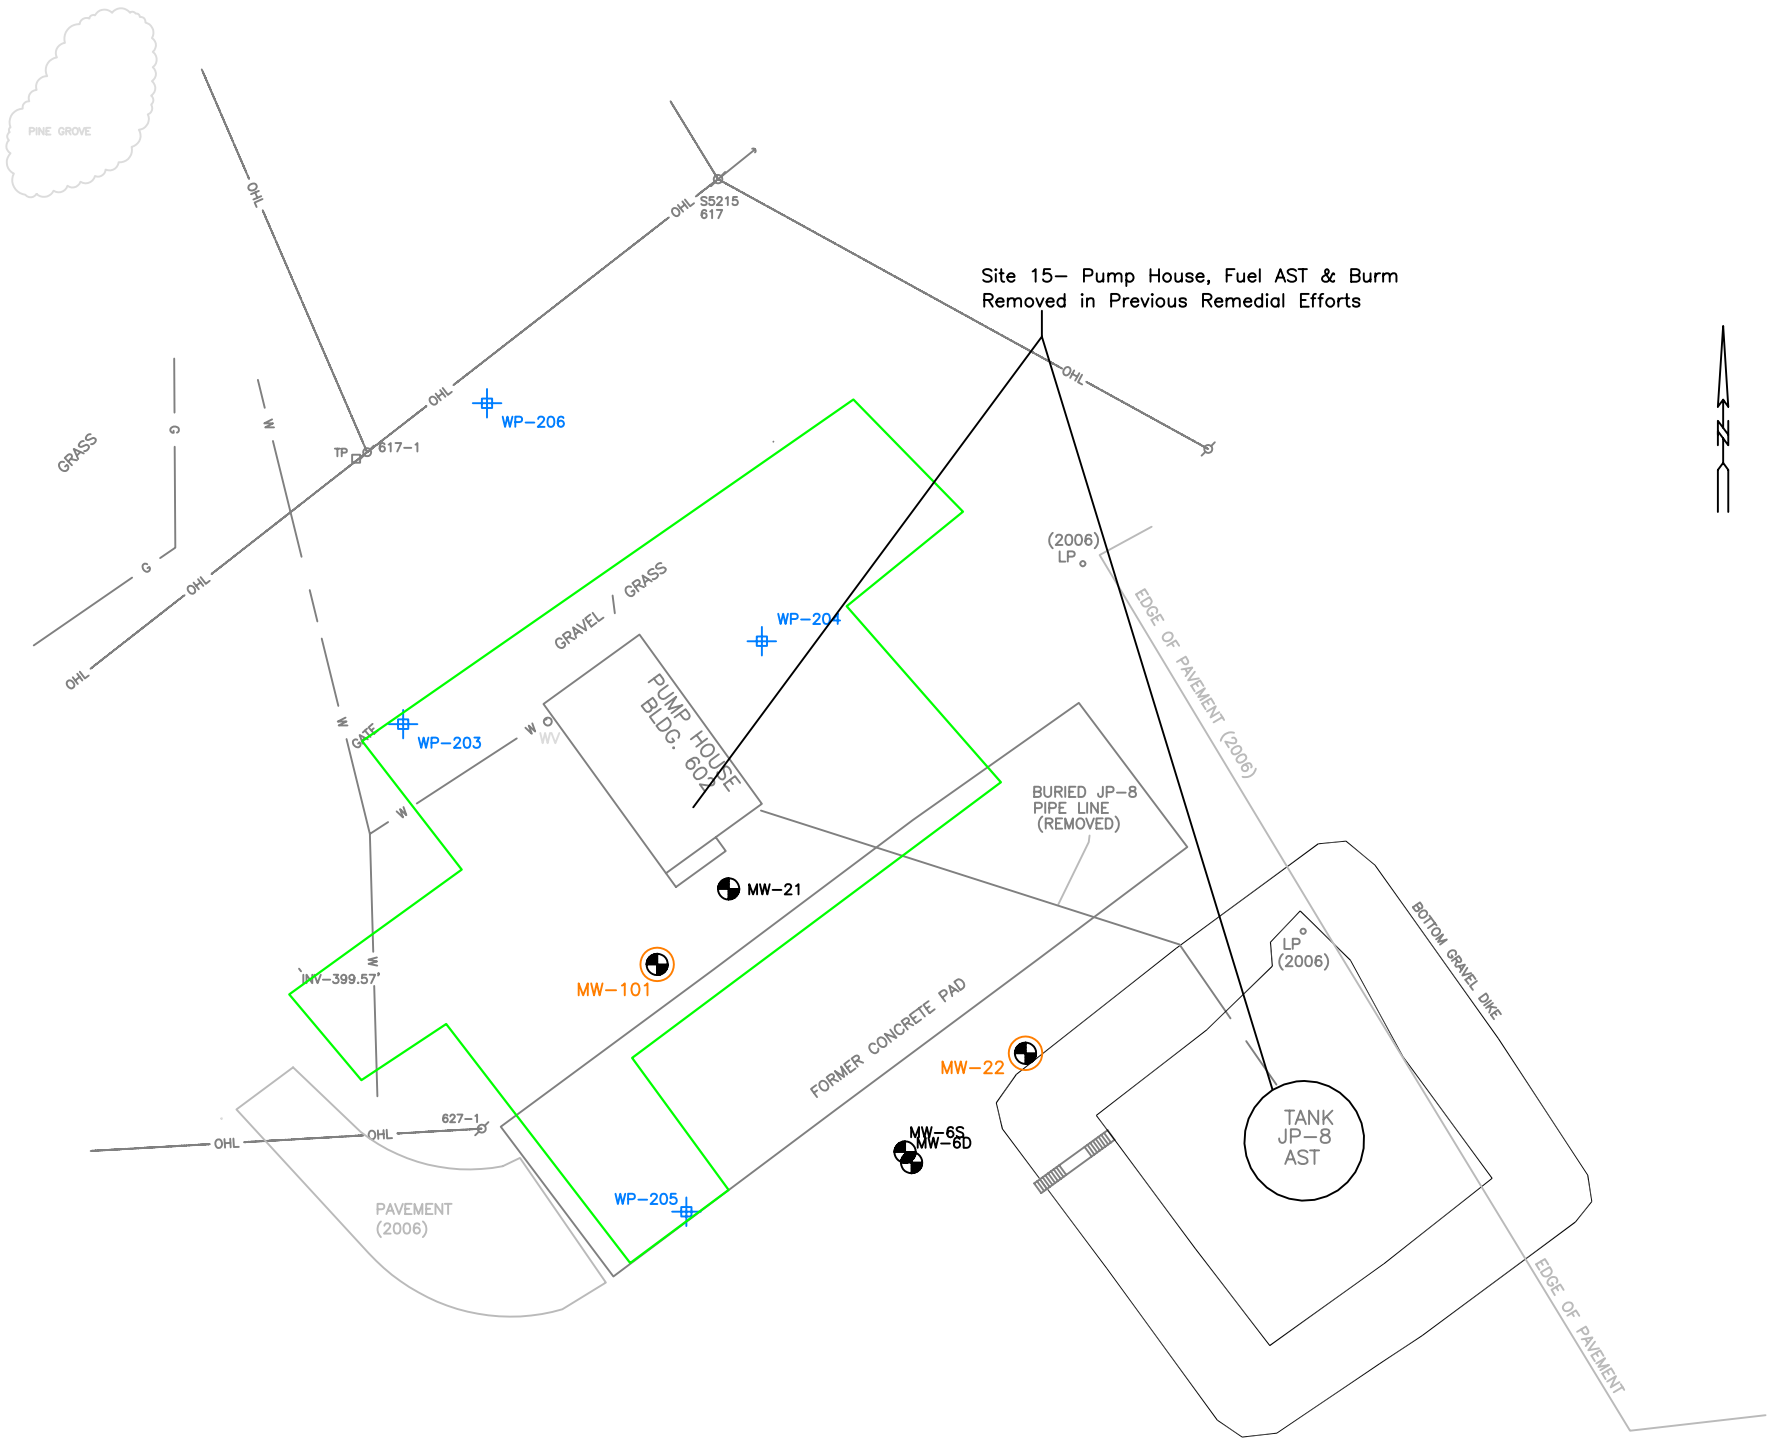 PINE GROVE
OHL
OHL
S5215
617
Site 15– Pump House, Fuel AST & Burm
Removed in Previous Remedial Efforts
OHL
OHL
WP–206
TP
617–1
W
G
GRASS
N
(2006)
LP
G
OHL
GRAVEL / GRASS
WP–204
EDGE OF PAVEMENT (2006)
OHL
PUMP HOUSE
BLDG. 602
W
GATE
WP–203
W
WV
BURIED JP–8
PIPE LINE
(REMOVED)
W
MW–21
BOTTOM GRAVEL DIKE
LP
(2006)
W
INV–399.57'
MW–101
FORMER CONCRETE PAD
MW–22
627–1
OHL
OHL
MW–6S
MW–6D
TANK
JP–8
AST
WP–205
PAVEMENT
(2006)
EDGE OF PAVEMENT